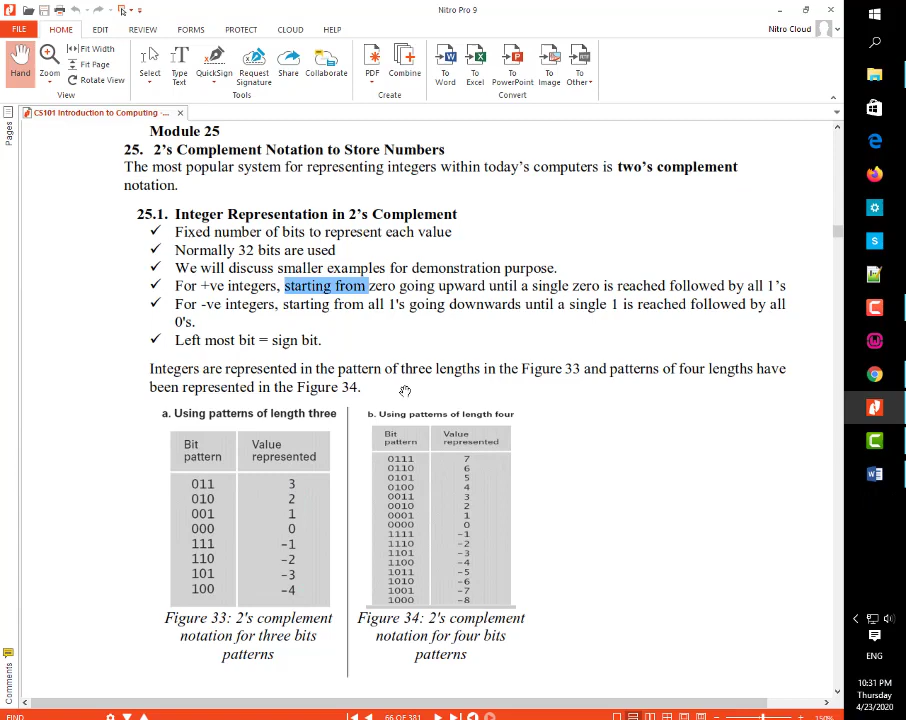 Nitro Pro 9
FILE HOME EDIT REVIEW FORMS PROTECT CLOUD HELP
Nitro Cloud
Hand
Zoom
Fit Width
Fit Page
Rotate View
View
Select
Type Text
QuickSign
Request Signature
Share
Collaborate
Tools
PDF
Combine
Create
To Word
To Excel
To PowerPoint
To Image
To Other
Convert
CS101 Introduction to Computing -...
Pages
Module 25
25. 2's Complement Notation to Store Numbers
The most popular system for representing integers within today's computers is two's complement
notation.
25.1. Integer Representation in 2's Complement
✓ Fixed number of bits to represent each value
✓ Normally 32 bits are used
✓ We will discuss smaller examples for demonstration purpose.
✓ For +ve integers, starting from zero going upward until a single zero is reached followed by all 1's
✓ For -ve integers, starting from all 1's going downwards until a single 1 is reached followed by all
0's.
✓ Left most bit = sign bit.
Integers are represented in the pattern of three lengths in the Figure 33 and patterns of four lengths have
been represented in the Figure 34.
a. Using patterns of length three
Bit pattern Value represented
011 3
010 2
001 1
000 0
111 -1
110 -2
101 -3
100 -4
Figure 33: 2's complement
notation for three bits
patterns
b. Using patterns of length four
Bit pattern Value represented
0111 7
0110 6
0101 5
0100 4
0011 3
0010 2
0001 1
0000 0
1111 -1
1110 -2
1101 -3
1100 -4
1011 -5
1010 -6
1001 -7
1000 -8
Figure 34: 2's complement
notation for four bits
patterns
Comments
FIND
66 OF 381
150%
ENG
10:31 PM
Thursday
4/23/2020